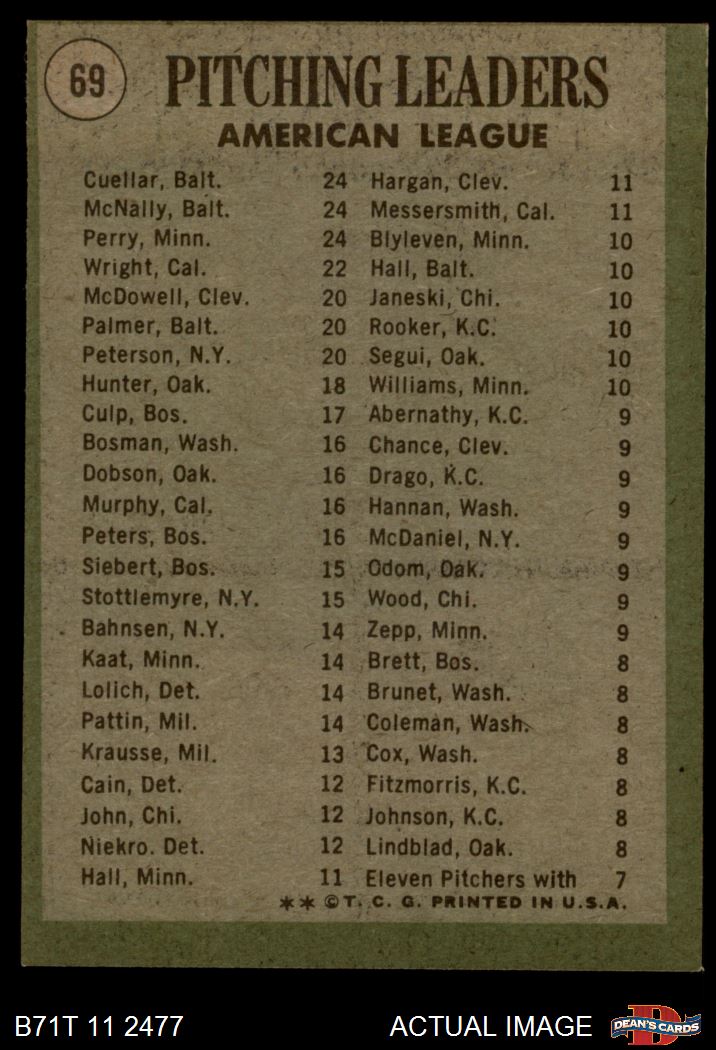 69 PITCHING LEADERS
AMERICAN LEAGUE
Cuellar, Balt. 24 Hargan, Clev. 11
McNally, Balt. 24 Messersmith, Cal. 11
Perry, Minn. 24 Blyleven, Minn. 10
Wright, Cal. 22 Hall, Balt. 10
McDowell, Clev. 20 Janeski, Chi. 10
Palmer, Balt. 20 Rooker, K.C. 10
Peterson, N.Y. 20 Segui, Oak. 10
Hunter, Oak. 18 Williams, Minn. 10
Culp, Bos. 17 Abernathy, K.C. 9
Bosman, Wash. 16 Chance, Clev. 9
Dobson, Oak. 16 Drago, K.C. 9
Murphy, Cal. 16 Hannan, Wash. 9
Peters, Bos. 16 McDaniel, N.Y. 9
Siebert, Bos. 15 Odom, Oak. 9
Stottlemyre, N.Y. 15 Wood, Chi. 9
Bahnsen, N.Y. 14 Zepp, Minn. 9
Kaat, Minn. 14 Brett, Bos. 8
Lolich, Det. 14 Brunet, Wash. 8
Pattin, Mil. 14 Coleman, Wash. 8
Krausse, Mil. 13 Cox, Wash. 8
Cain, Det. 12 Fitzmorris, K.C. 8
John, Chi. 12 Johnson, K.C. 8
Niekro. Det. 12 Lindblad, Oak. 8
Hall, Minn. 11 Eleven Pitchers with 7
** © T. C. G. PRINTED IN U.S.A.
B71T 11 2477 ACTUAL IMAGE D DEAN'S CARDS